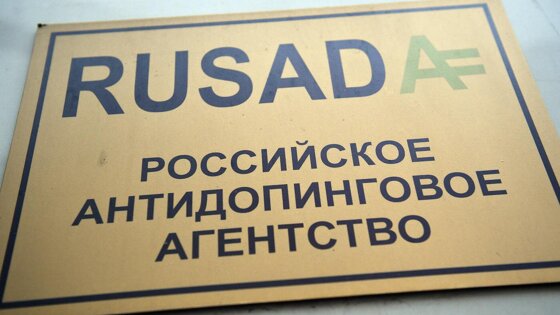 RUSADA
РОССИЙСКОЕ
АНТИДОПИНГОВОЕ
АГЕНТСТВО